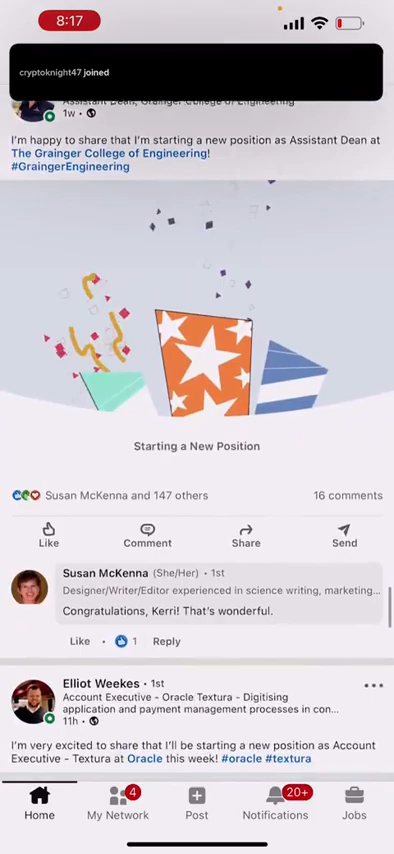 8:17
cryptoknight47 joined
Assistant Dean, Grainger College of Engineering
1w •
I'm happy to share that I'm starting a new position as Assistant Dean at
The Grainger College of Engineering!
#GraingerEngineering
Starting a New Position
Susan McKenna and 147 others
16 comments
Like
Comment
Share
Send
Susan McKenna (She/Her) • 1st
Designer/Writer/Editor experienced in science writing, marketing...
Congratulations, Kerri! That's wonderful.
Like • 1 Reply
Elliot Weekes • 1st
Account Executive - Oracle Textura - Digitising
application and payment management processes in con...
11h •
I'm very excited to share that I'll be starting a new position as Account
Executive - Textura at Oracle this week! #oracle #textura
4
20+
Home
My Network
Post
Notifications
Jobs